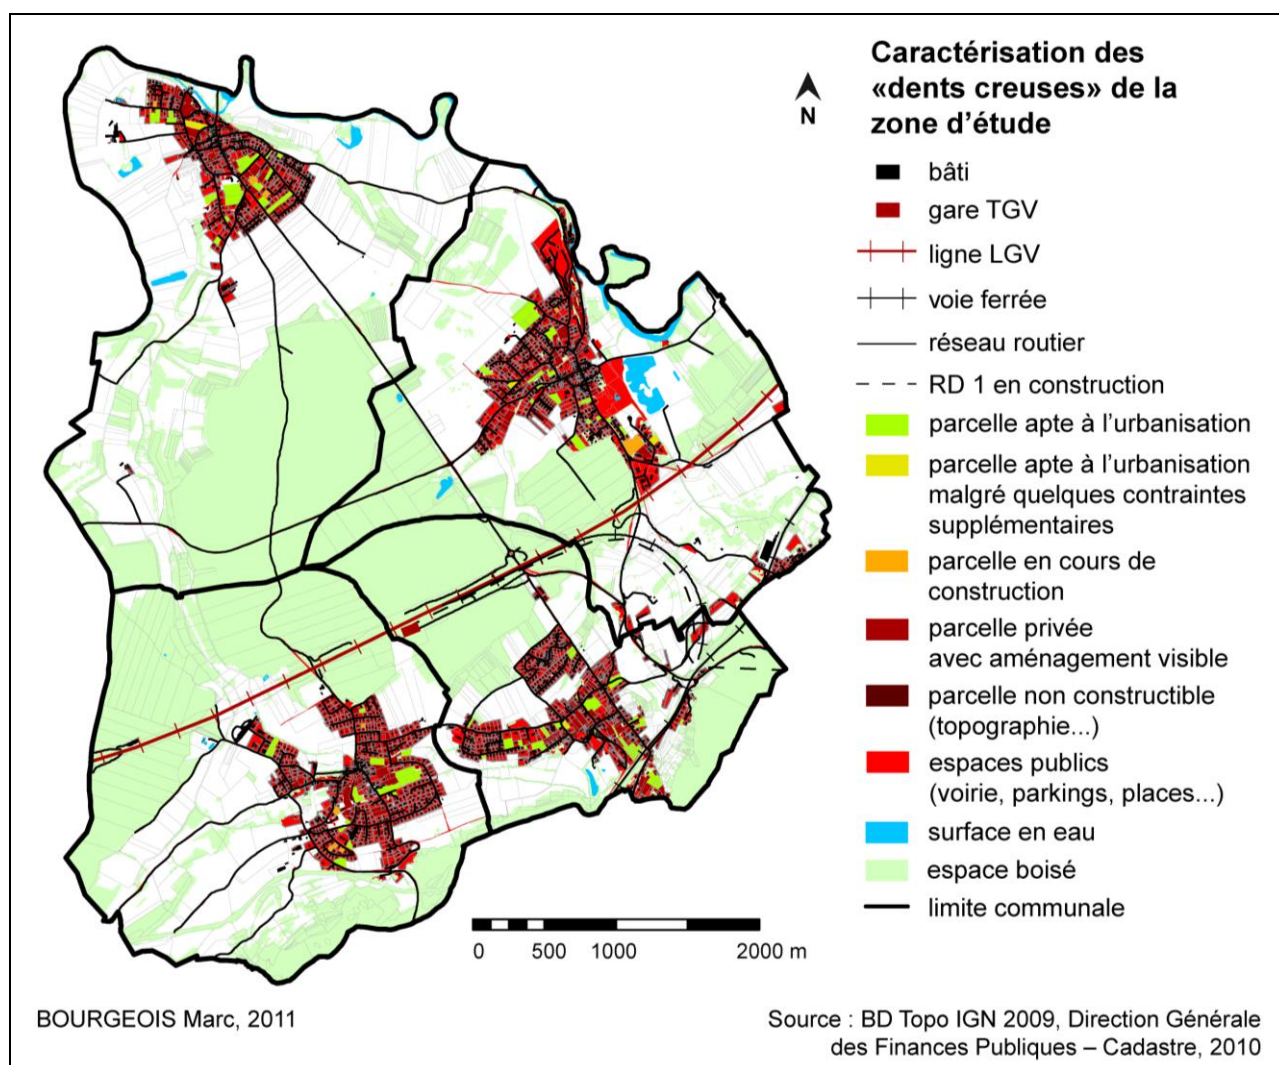 Caractérisation des
«dents creuses» de la
zone d’étude
N
bâti
gare TGV
ligne LGV
voie ferrée
réseau routier
RD 1 en construction
parcelle apte à l’urbanisation
parcelle apte à l’urbanisation
malgré quelques contraintes
supplémentaires
parcelle en cours de
construction
parcelle privée
avec aménagement visible
parcelle non constructible
(topographie...)
espaces publics
(voirie, parkings, places...)
surface en eau
espace boisé
limite communale
0 500 1000 2000 m
BOURGEOIS Marc, 2011
Source : BD Topo IGN 2009, Direction Générale
des Finances Publiques – Cadastre, 2010